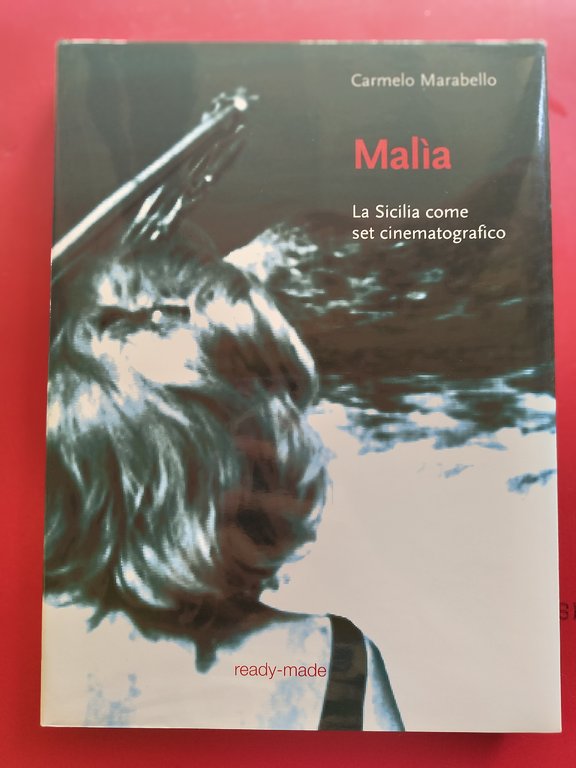 Carmelo Marabello
Malìa
La Sicilia come
set cinematografico
ready-made